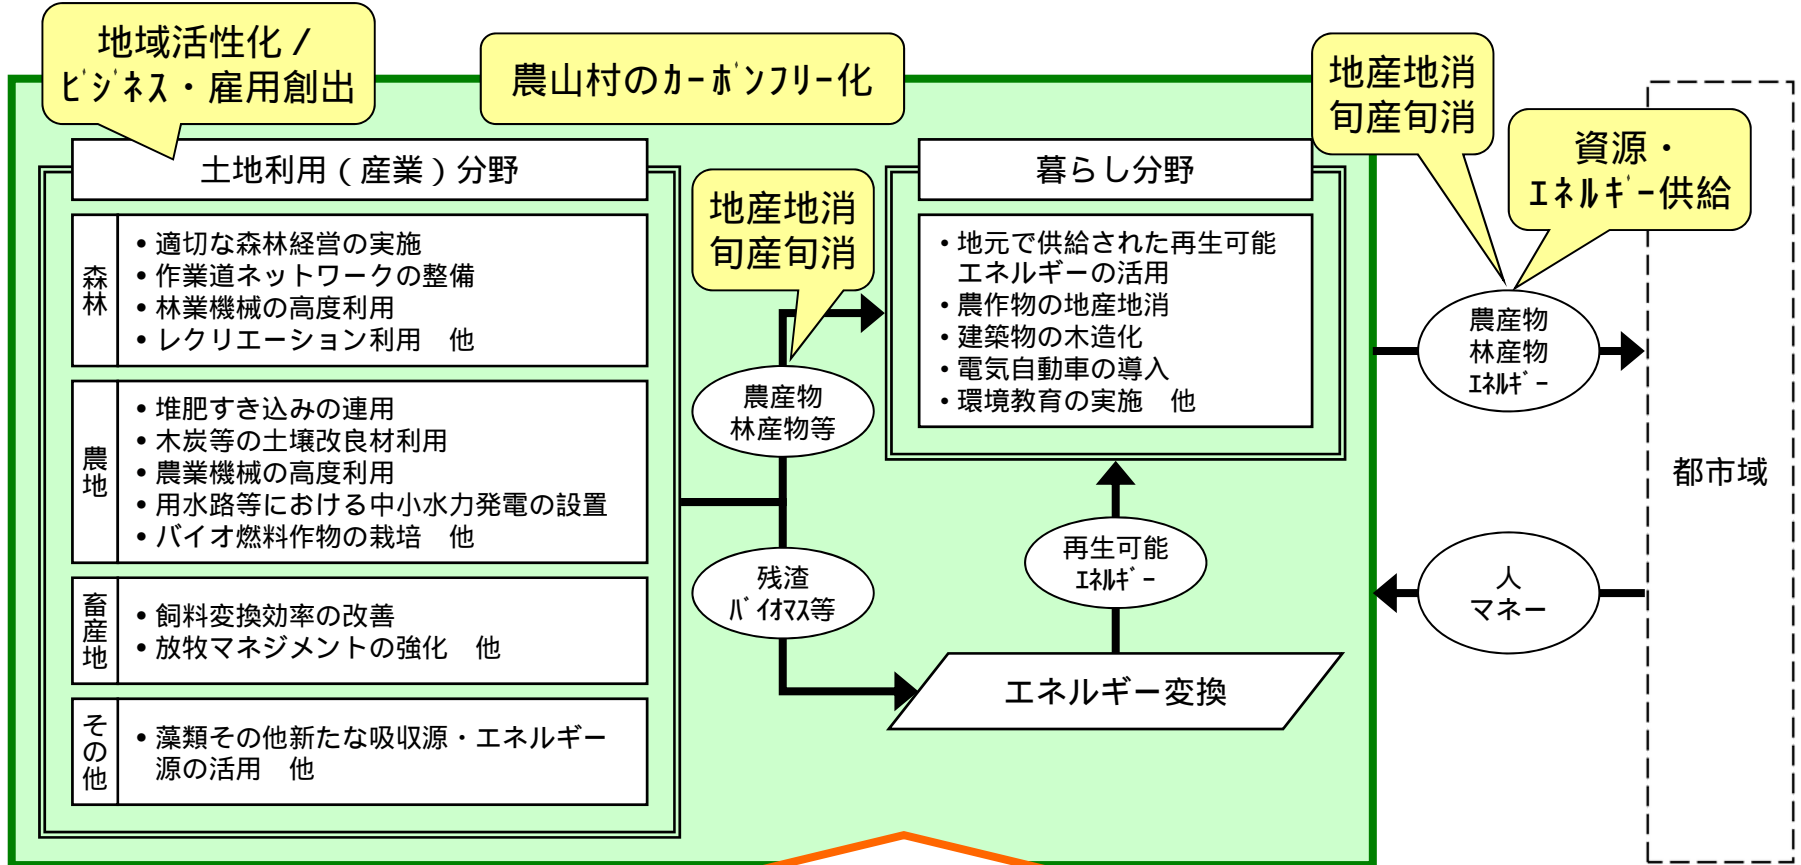 地域活性化/
ﾋﾞｼﾞﾈｽ・雇用創出
農山村のｶｰﾎﾞﾝﾌﾘｰ化
地産地消
旬産旬消
資源・
ｴﾈﾙｷﾞｰ供給
土地利用(産業)分野
森林
• 適切な森林経営の実施
• 作業道ネットワークの整備
• 林業機械の高度利用
• レクリエーション利用　他
農地
• 堆肥すき込みの連用
• 木炭等の土壌改良材利用
• 農業機械の高度利用
• 用水路等における中小水力発電の設置
• バイオ燃料作物の栽培　他
畜産地
• 飼料変換効率の改善
• 放牧マネジメントの強化　他
その他
• 藻類その他新たな吸収源・エネルギー
源の活用　他
地産地消
旬産旬消
農産物
林産物等
残渣
ﾊﾞｲｵﾏｽ等
暮らし分野
• 地元で供給された再生可能
エネルギーの活用
• 農作物の地産地消
• 建築物の木造化
• 電気自動車の導入
• 環境教育の実施　他
再生可能
ｴﾈﾙｷﾞｰ
エネルギー変換
農産物
林産物
ｴﾈﾙｷﾞｰ
人
マネー
都市域